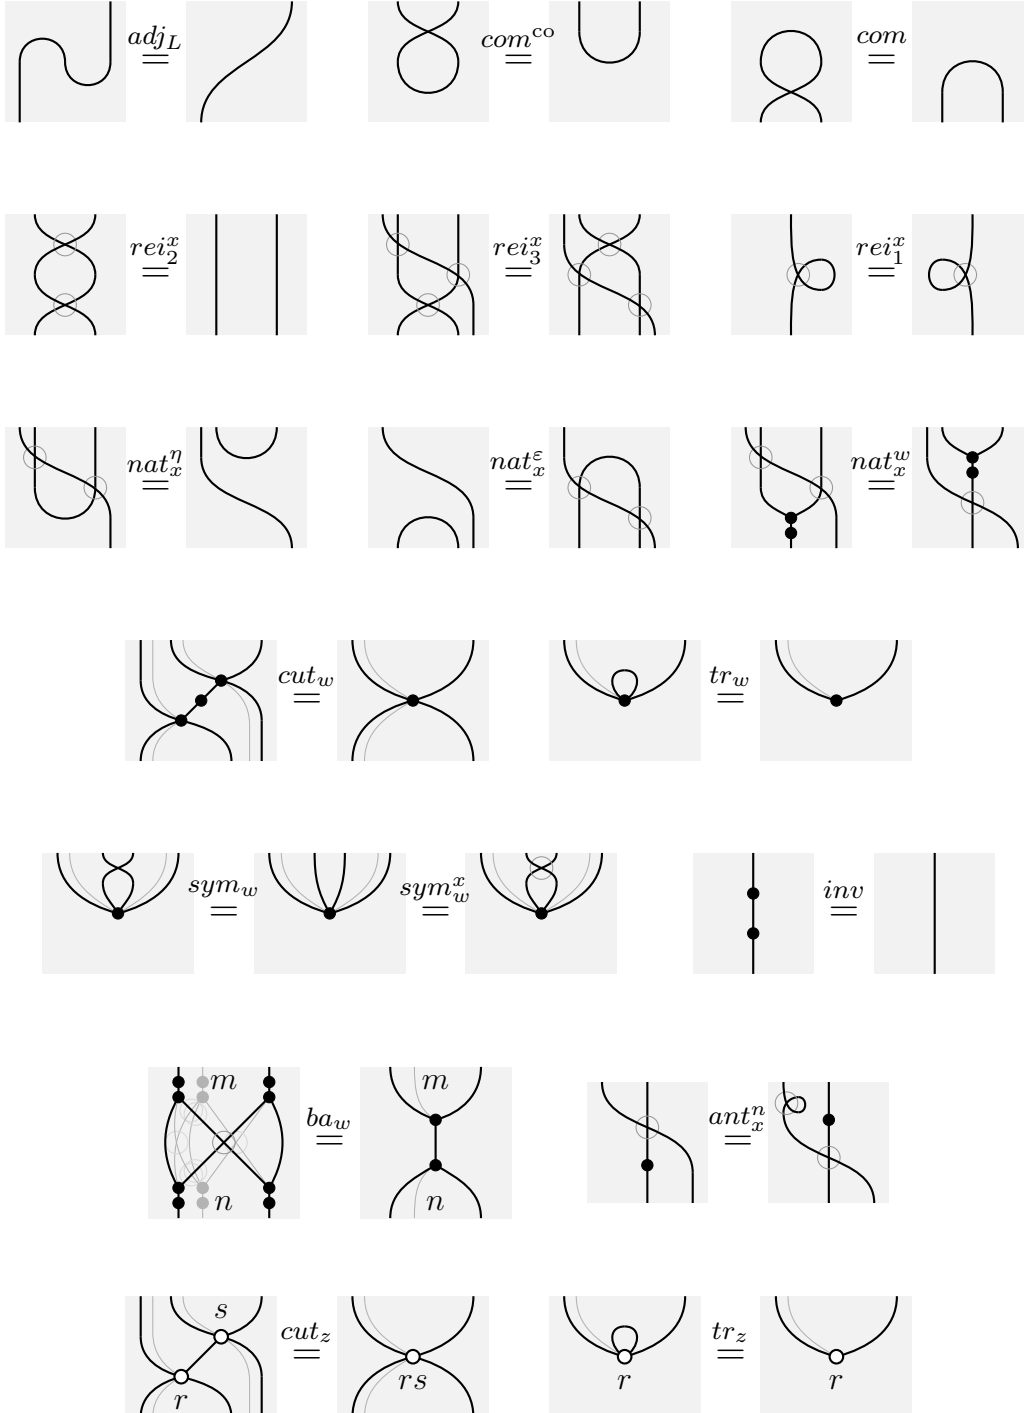 adj_L = com^co = com =
rei_2^x = rei_3^x = rei_1^x =
nat_x^η = nat_x^ε = nat_x^w =
cut_w = tr_w =
sym_w = sym_w^x = inv =
m n ba_w = m n ant_x^n =
s r cut_z = rs r tr_z = r